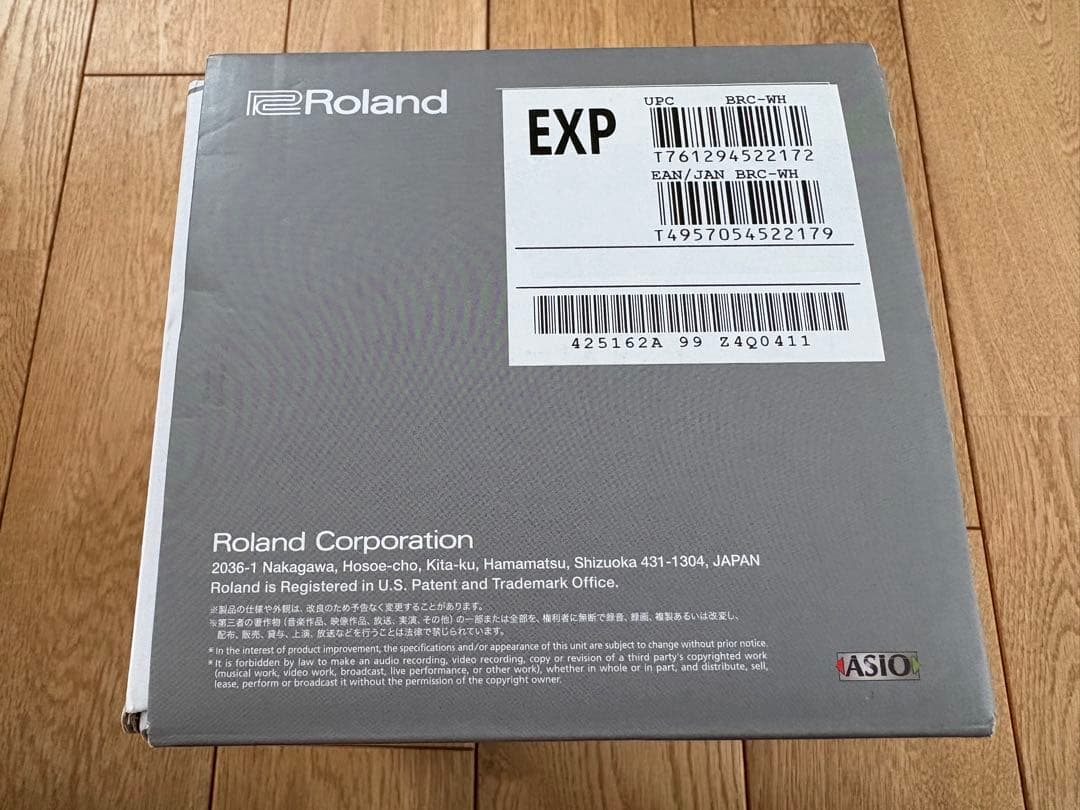 Roland
EXP
UPC BRC-WH
T761294522172
EAN/JAN BRC-WH
T4957054522179
425162A 99 Z4Q0411
Roland Corporation
2036-1 Nakagawa, Hosoe-cho, Kita-ku, Hamamatsu, Shizuoka 431-1304, JAPAN
Roland is Registered in U.S. Patent and Trademark Office.
※製品の仕様や外観は、改良のため予告なく変更することがあります。
※第三者の著作物（音楽作品、映像作品、放送、実演、その他）の一部または全部を、権利者に無断で録音、録画、複製あるいは改変し、
配布、販売、貸与、上演、放送などを行うことは法律で禁じられています。
* In the interest of product improvement, the specifications and/or appearance of this unit are subject to change without prior notice.
* It is forbidden by law to make an audio recording, video recording, copy or revision of a third party's copyrighted work
(musical work, video work, broadcast, live performance, or other work), whether in whole or in part, and distribute, sell,
lease, perform or broadcast it without the permission of the copyright owner.
ASIO